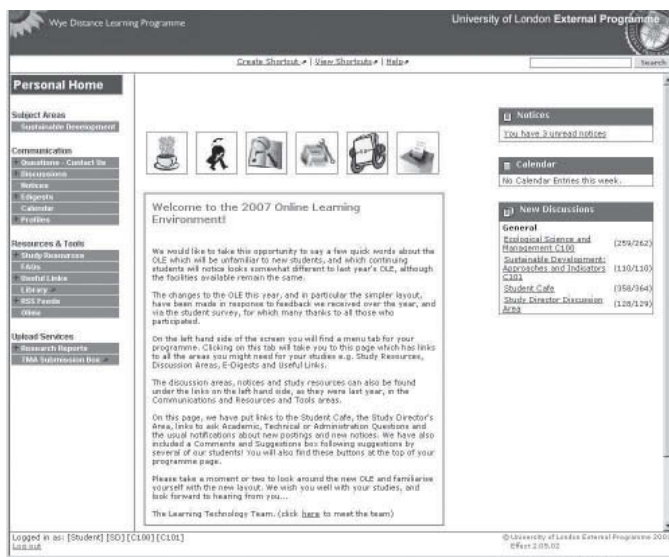 Wye Distance Learning Programme
University of London External Programme
Create Shortcut | View Shortcuts | Help
Search
Personal Home
Subject Areas
Sustainable Development
Communication
Questions - Contact Us
Discussions
Notices
Edigests
Calendar
Profiles
Resources & Tools
Study Resources
FAQs
Useful Links
Library
RSS Feeds
Upload Services
Research Reports
TMA Submission Box
Welcome to the 2007 Online Learning
Environment!
We would like to take this opportunity to say a few quick words about the
OLE which will be unfamiliar to new students, and which continuing
students will notice looks somewhat different to last year's OLE, although
the facilities available remain the same.
The changes to the OLE this year, and in particular the simpler layout,
have been made in response to feedback we received over the year, and
via the student survey, for which many thanks to all those who
participated.
On the left hand side of the screen you will find a menu tab for your
programme. Clicking on this tab will take you to this page which has links
to all the areas you might need for your studies e.g. Study Resources,
Discussion Areas, E-Digests and Useful Links.
The discussion areas, notices and study resources can also be found
under the links on the left hand side, as they were last year, in the
Communications and Resources and Tools areas.
On this page, we have put links to the Student Cafe, the Study Director's
Area, links to ask Academic, Technical or Administration Questions and
the usual notifications about new postings and new notices. We have also
included a Comments and Suggestions box following suggestions by
several of our students! You will also find these buttons at the top of your
programme page.
Please take a moment or two to look around the new OLE and familiarise
yourself with the new layout. We wish you well with your studies, and
look forward to hearing from you...
The Learning Technology Team. (click here to meet the team)
Notices
You have 3 unread notices
Calendar
No Calendar Entries this week.
New Discussions
General
Ecological Science and
Management C100 (259/262)
Sustainable Development:
Approaches and Indicators (110/110)
C101
Student Cafe (358/364)
Study Director Discussion
Area (128/129)
Logged in as: [Student] [SD] [C100] [C101]
Log out
© University of London External Programme
Effect 2.05.02